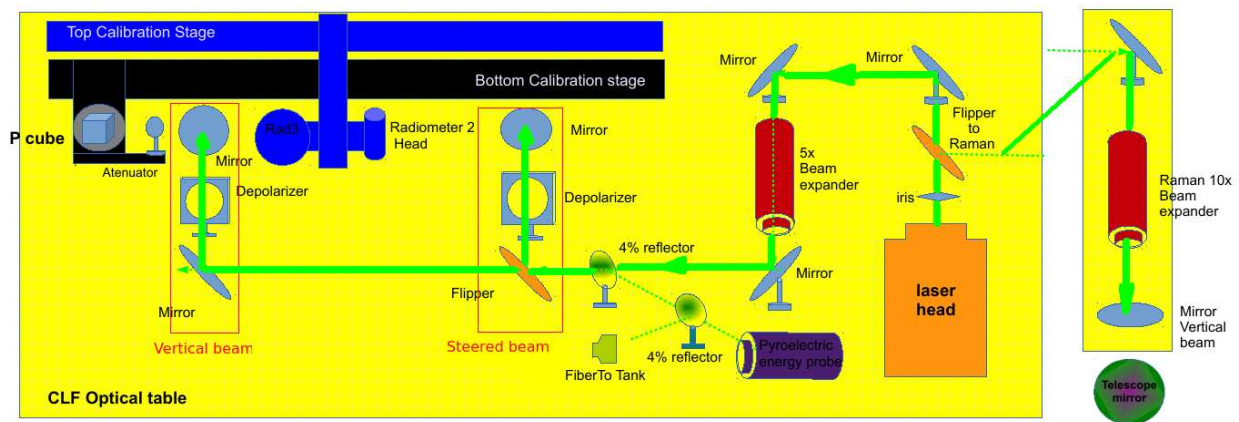 Top Calibration Stage
Bottom Calibration stage
P cube
Atenuator
Mirror
Depolarizer
Rad3
Radiometer 2
Head
Mirror
Depolarizer
Mirror
Mirror
Flipper
to
Raman
5x
Beam
expander
iris
4% reflector
Mirror
laser
head
Mirror
Flipper
Vertical beam
Steered beam
FiberTo Tank
4% reflector
Pyroelectric
energy probe
CLF Optical table
Raman 10x
Beam
expander
Mirror
Vertical
beam
Telescope
mirror